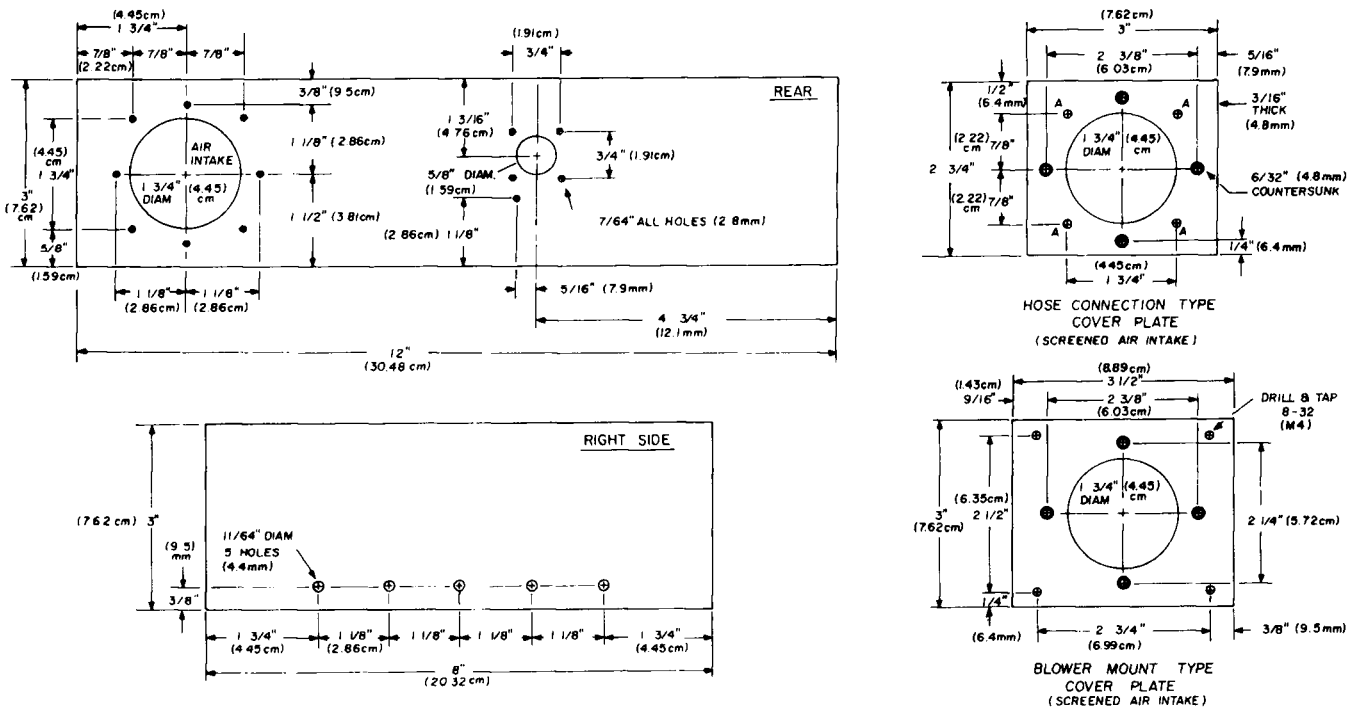 (4.45cm)
1 3/4"
7/8" 7/8" 7/8"
(2.22cm)
3/8" (9.5cm)
AIR
INTAKE
1 1/8" (2.86cm)
(4.45)
cm
1 3/4"
1 3/4" (4.45)
DIAM cm
3"
(7.62)
cm
1 1/2" (3.81cm)
5/8"
(1.59cm)
1 1/8" 1 1/8"
(2.86cm) (2.86cm)
12"
(30.48 cm)
(1.91cm)
3/4"
REAR
1 3/16"
(4.76cm)
3/4" (1.91cm)
5/8" DIAM.
(1.59cm)
7/64" ALL HOLES (2.8mm)
(2.86cm) 1 1/8"
5/16" (7.9mm)
4 3/4"
(12.1mm)
RIGHT SIDE
(7.62 cm) 3"
11/64" DIAM
5 HOLES
(4.4mm)
(9.5)
mm
3/8"
1 3/4" 1 1/8" 1 1/8" 1 1/8" 1 1/8" 1 3/4"
(4.45cm) (2.86cm) (4.45cm)
8"
(20.32cm)
(7.62cm)
3"
2 3/8"
(6.03cm)
5/16"
(7.9mm)
1/2"
(6.4mm)
A A
3/16"
THICK
(4.8mm)
(2.22)
cm 7/8"
1 3/4" (4.45)
DIAM cm
2 3/4"
6/32" (4.8mm)
COUNTERSUNK
(2.22)
cm 7/8"
A A
1/4" (6.4mm)
(4.45cm)
1 3/4"
HOSE CONNECTION TYPE
COVER PLATE
(SCREENED AIR INTAKE)
(8.89cm)
3 1/2"
(1.43cm)
9/16"
2 3/8"
(6.03cm)
DRILL & TAP
8-32
(M4)
1 3/4" (4.45)
DIAM cm
(6.35cm)
2 1/2"
3"
(7.62cm)
2 1/4" (5.72cm)
1/4"
(6.4mm)
2 3/4"
(6.99cm)
3/8" (9.5mm)
BLOWER MOUNT TYPE
COVER PLATE
(SCREENED AIR INTAKE)